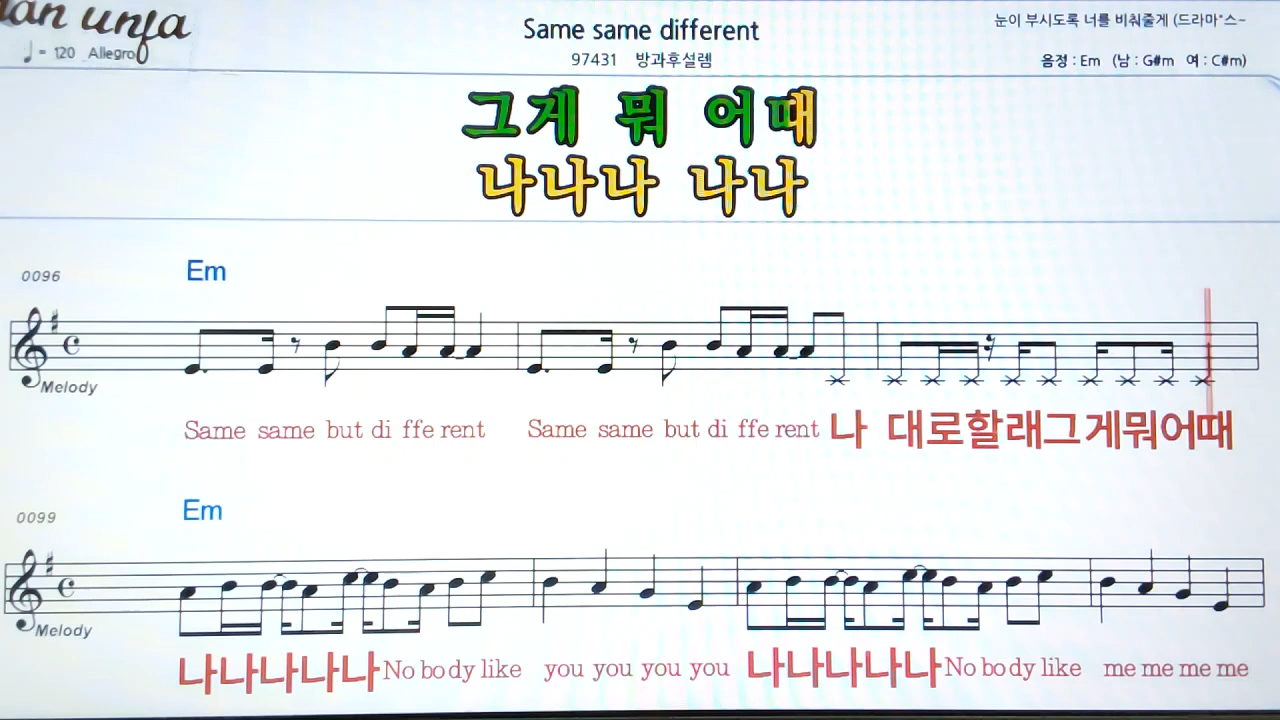 uan unfa
♩= 120 Allegro
Same same different
97431 방과후설렘
눈이 부시도록 너를 비춰줄게 (드라마"스~
음정 : Em (남 : G#m 여 : C#m)
그게 뭐 어때
나나나 나나
0096
Em
Melody
Same same but di ffe rent Same same but di ffe rent 나 대로할래그게뭐어때
0099
Em
Melody
나나나나나No bo dy like you you you you 나나나나나No bo dy like me me me me